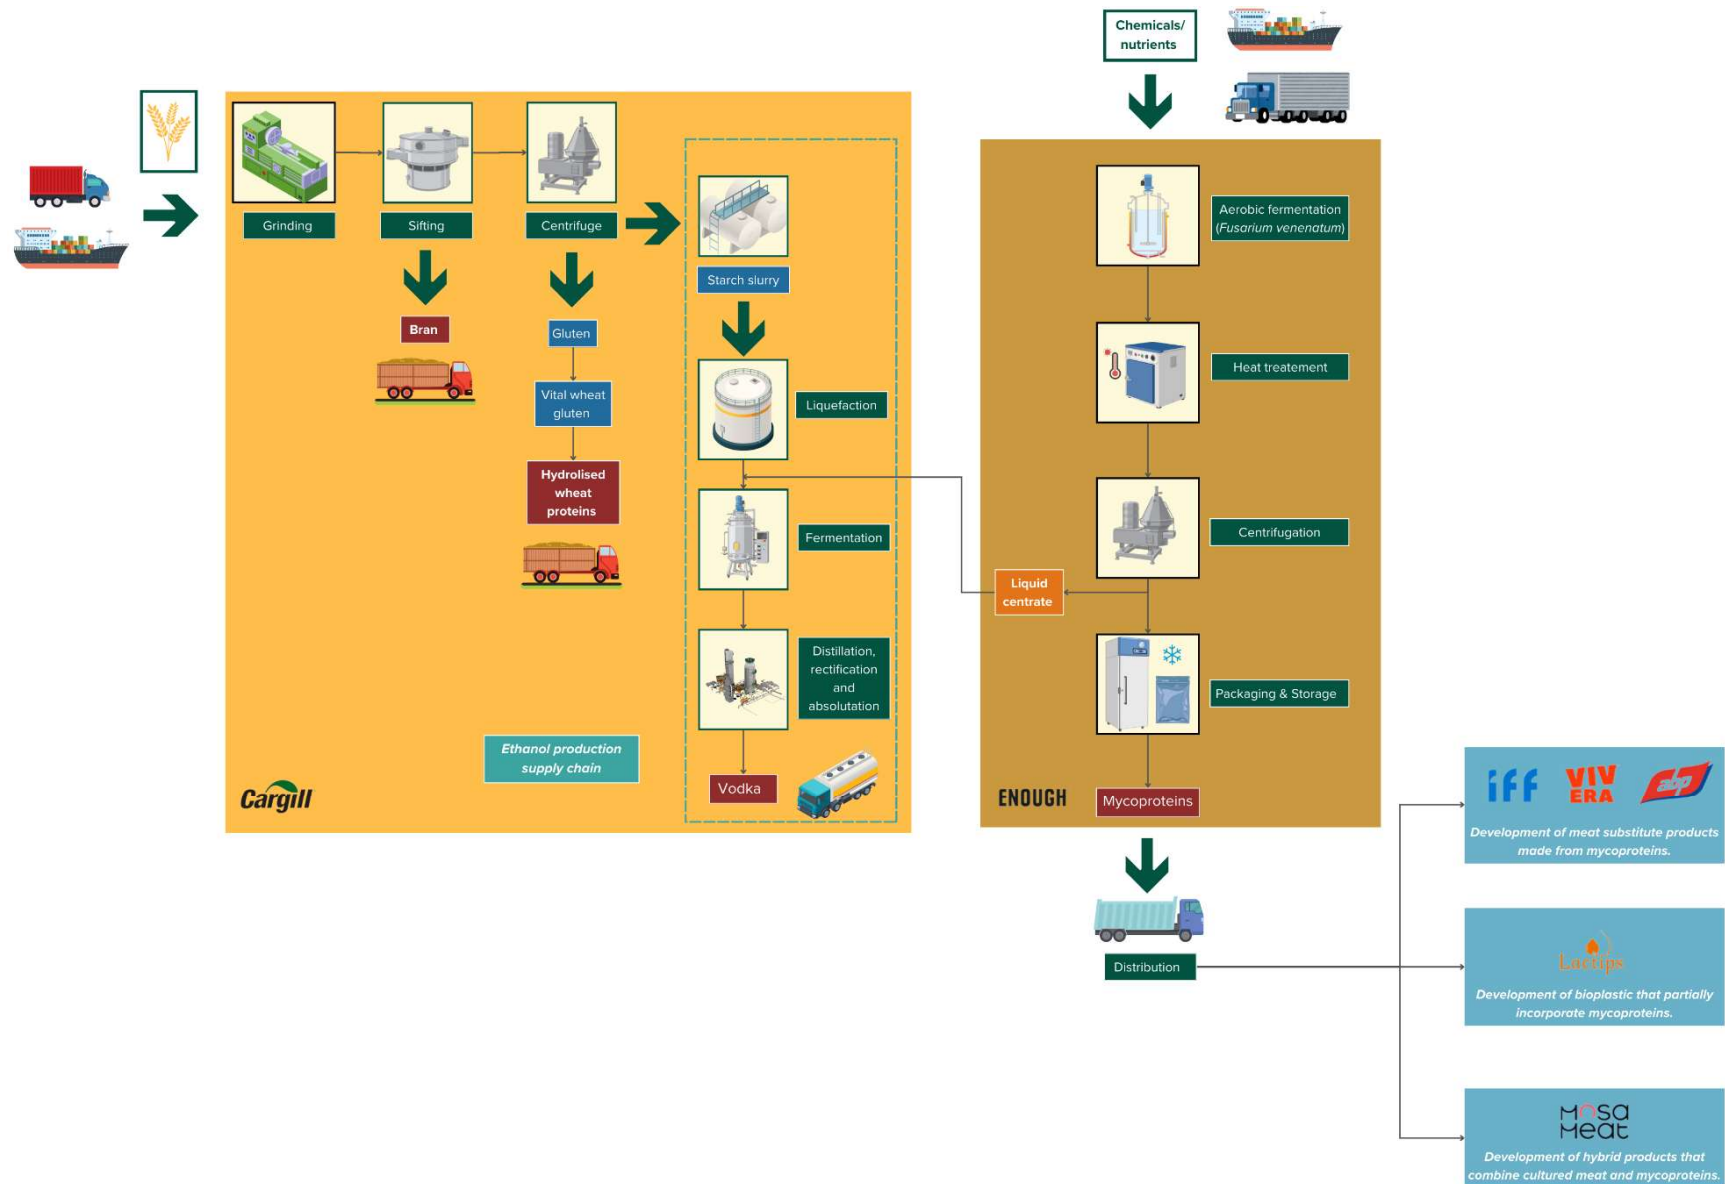 Chemicals/
nutrients
Grinding
Sifting
Centrifuge
Bran
Gluten
Vital wheat
gluten
Hydrolised
wheat
proteins
Starch slurry
Liquefaction
Fermentation
Distillation,
rectification
and
absolutation
Vodka
Ethanol production
supply chain
Cargill
Aerobic fermentation
(Fusarium venenatum)
Heat treatement
Centrifugation
Liquid
centrate
Packaging & Storage
Mycoproteins
ENOUGH
Distribution
iff
VIV
ERA
abp
Development of meat substitute products
made from mycoproteins.
Lactips
Development of bioplastic that partially
incorporate mycoproteins.
Mosa
Meat
Development of hybrid products that
combine cultured meat and mycoproteins.